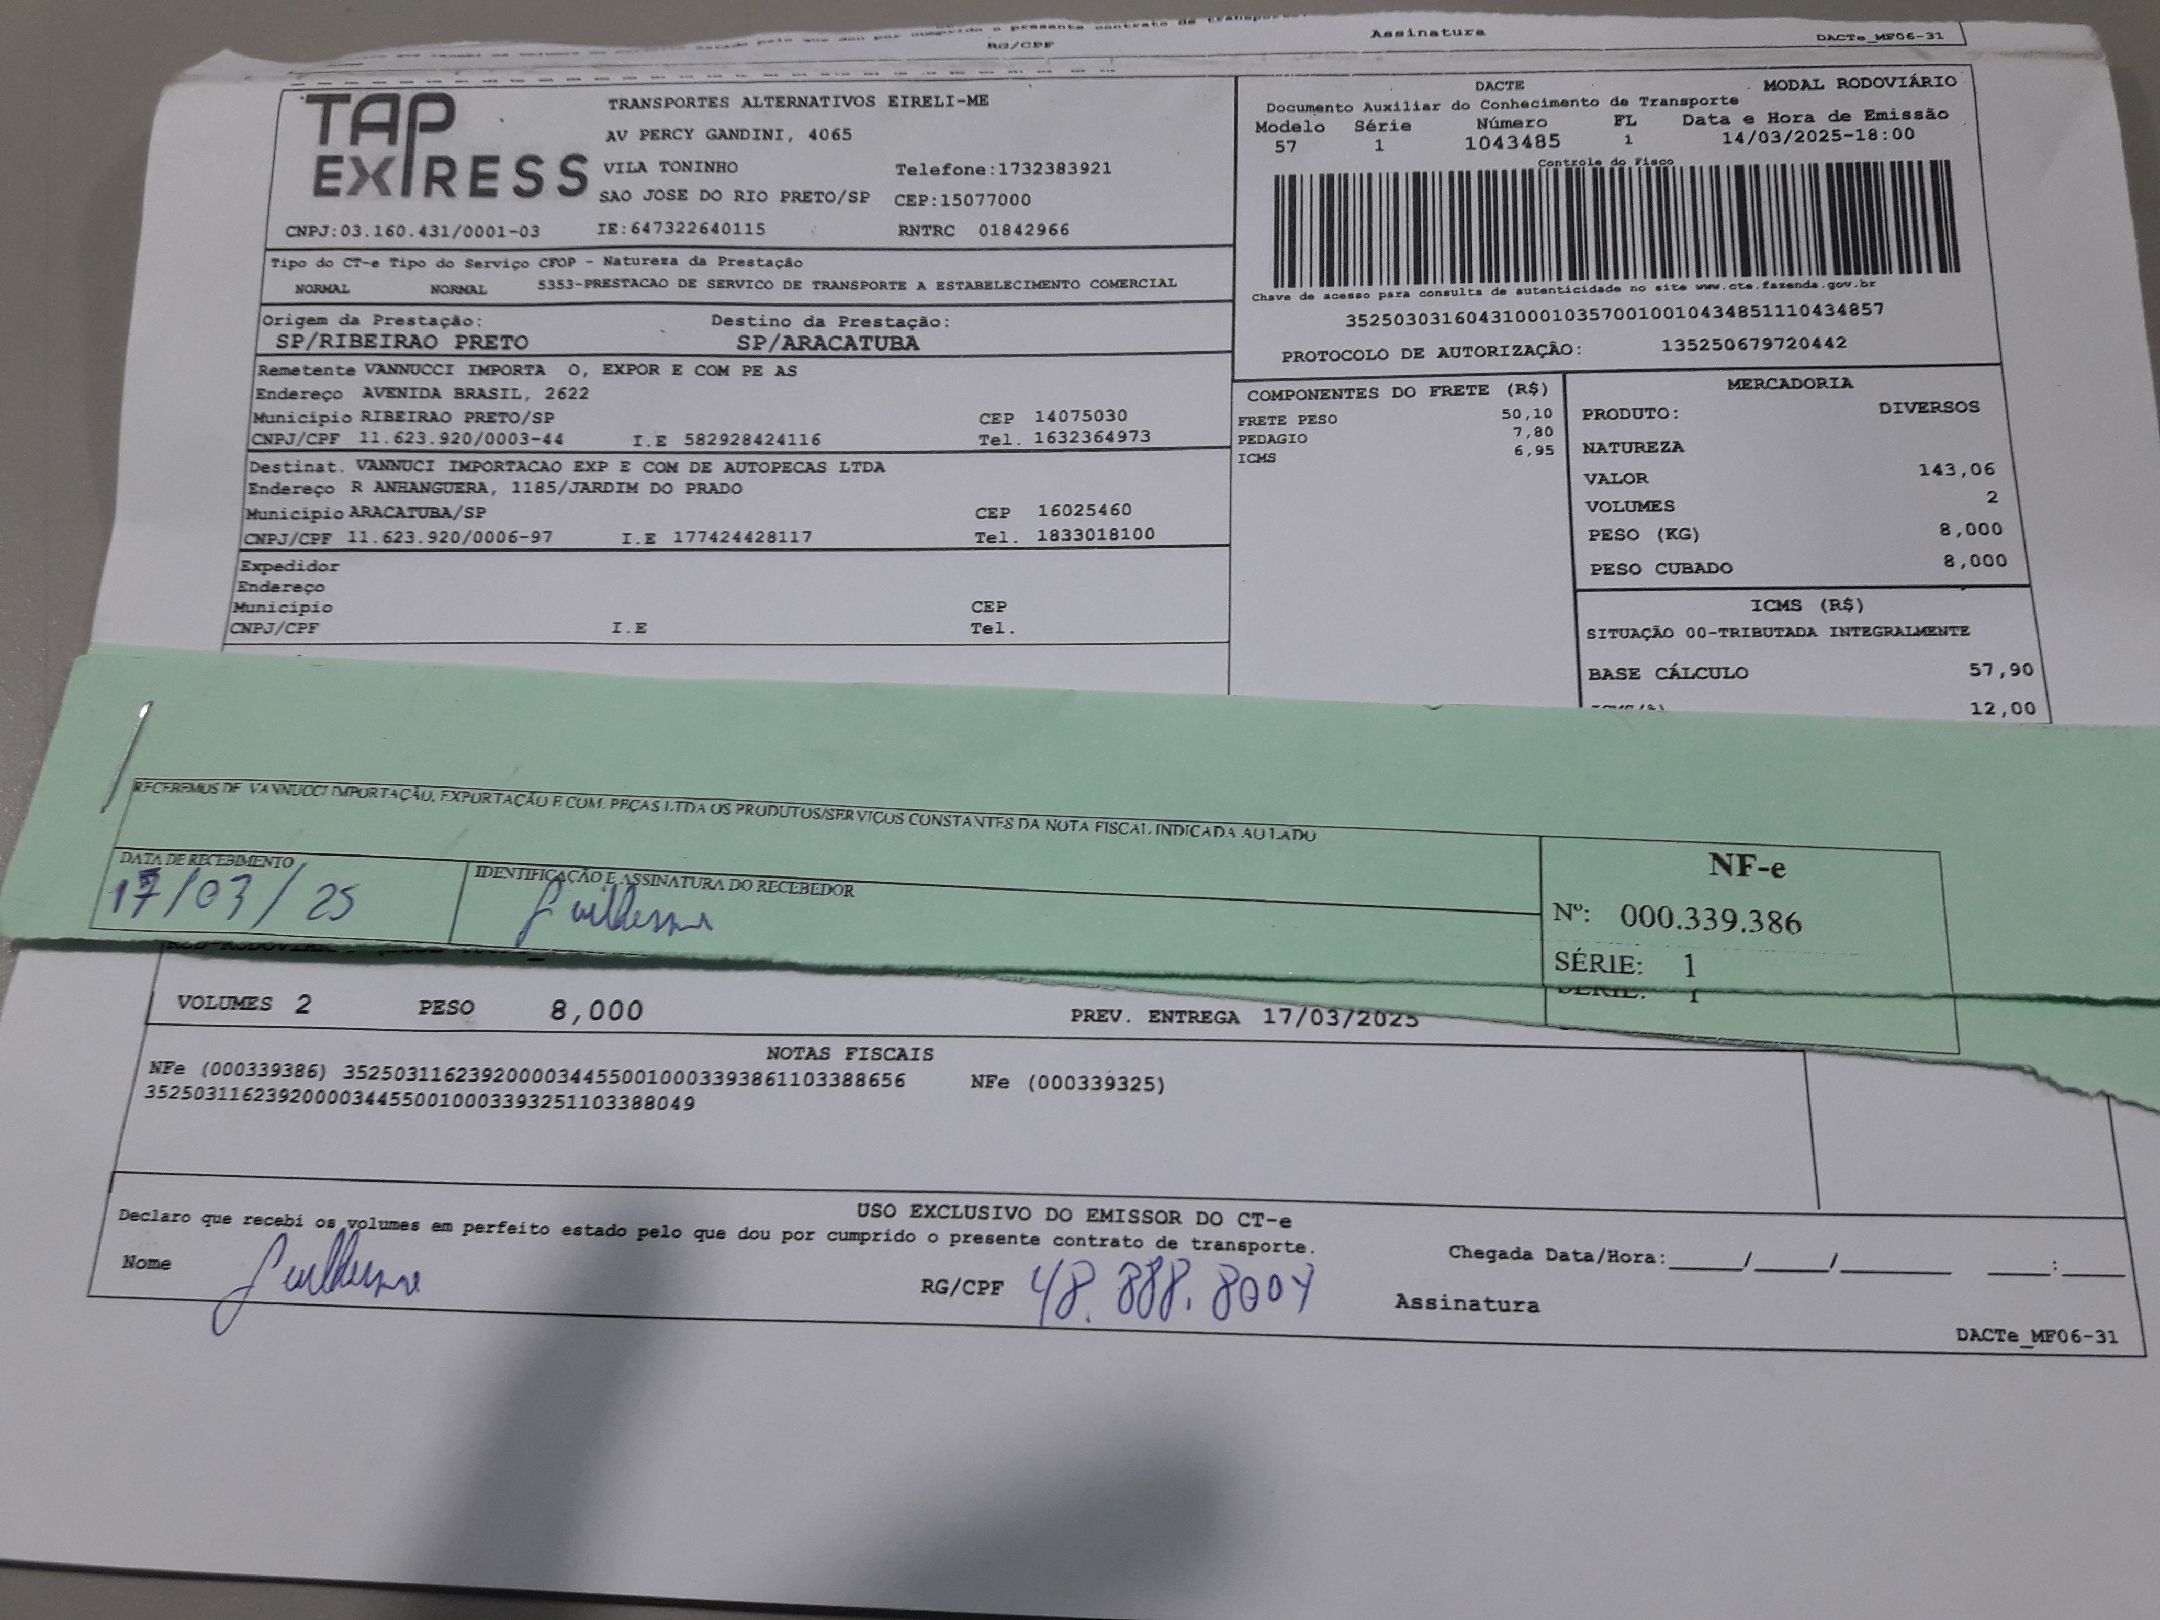 RG/CPF Assinatura DACTe_MF06-31
TAP EXPRESS
TRANSPORTES ALTERNATIVOS EIRELI-ME
AV PERCY GANDINI, 4065
VILA TONINHO Telefone:1732383921
SAO JOSE DO RIO PRETO/SP CEP:15077000
CNPJ:03.160.431/0001-03 IE:647322640115 RNTRC 01842966
DACTE MODAL RODOVIÁRIO
Documento Auxiliar do Conhecimento de Transporte
Modelo Série Número FL Data e Hora de Emissão
57 1 1043485 1 14/03/2025-18:00
Controle do Fisco
Chave de acesso para consulta de autenticidade no site www.cte.fazenda.gov.br
35250303160431000103570010010434851110434857
PROTOCOLO DE AUTORIZAÇÃO: 135250679720442
Tipo do CT-e Tipo do Serviço CFOP - Natureza da Prestação
NORMAL NORMAL 5353-PRESTACAO DE SERVICO DE TRANSPORTE A ESTABELECIMENTO COMERCIAL
Origem da Prestação: Destino da Prestação:
SP/RIBEIRAO PRETO SP/ARACATUBA
Remetente VANNUCCI IMPORTA O, EXPOR E COM PE AS
Endereço AVENIDA BRASIL, 2622
Município RIBEIRAO PRETO/SP CEP 14075030
CNPJ/CPF 11.623.920/0003-44 I.E 582928424116 Tel. 1632364973
Destinat. VANNUCI IMPORTACAO EXP E COM DE AUTOPECAS LTDA
Endereço R ANHANGUERA, 1185/JARDIM DO PRADO
Município ARACATUBA/SP CEP 16025460
CNPJ/CPF 11.623.920/0006-97 I.E 177424428117 Tel. 1833018100
Expedidor
Endereço
Município CEP
CNPJ/CPF I.E Tel.
COMPONENTES DO FRETE (R$)
FRETE PESO 50,10
PEDAGIO 7,80
ICMS 6,95
MERCADORIA
PRODUTO: DIVERSOS
NATUREZA
VALOR 143,06
VOLUMES 2
PESO (KG) 8,000
PESO CUBADO 8,000
ICMS (R$)
SITUAÇÃO 00-TRIBUTADA INTEGRALMENTE
BASE CÁLCULO 57,90
12,00
RECEBEMOS DE VANNUCCI IMPORTAÇÃO, EXPORTAÇÃO E COM. PEÇAS LTDA OS PRODUTOS/SERVIÇOS CONSTANTES DA NOTA FISCAL INDICADA AO LADO
DATA DE RECEBIMENTO IDENTIFICAÇÃO E ASSINATURA DO RECEBEDOR
17/03/25 Guilherme
NF-e
Nº: 000.339.386
SÉRIE: 1
SÉRIE: 1
VOLUMES 2 PESO 8,000 PREV. ENTREGA 17/03/2025
NOTAS FISCAIS
NFe (000339386) 35250311623920000344550010003393861103388656 NFe (000339325)
35250311623920000344550010003393251103388049
USO EXCLUSIVO DO EMISSOR DO CT-e
Declaro que recebi os volumes em perfeito estado pelo que dou por cumprido o presente contrato de transporte.
Chegada Data/Hora:____/____/______ ___:___
Nome Guilherme RG/CPF 48.888.8004 Assinatura
DACTe_MF06-31